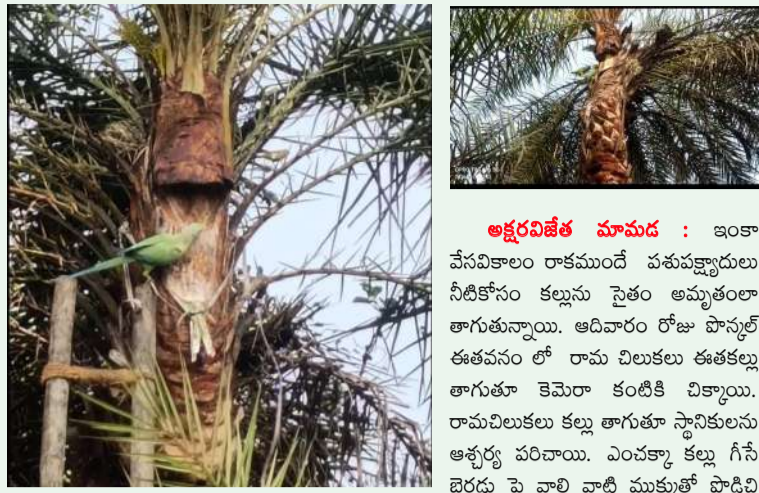 అక్షరవిజేత మామడ : ఇంకా
వేసవికాలం రాకముందే పశుపక్ష్యాదులు
నీటికోసం కల్లును సైతం అమృతంలా
తాగుతున్నాయి. ఆదివారం రోజు పొన్కల్
ఈతవనం లో రామ చిలుకలు ఈతకల్లు
తాగుతూ కెమెరా కంటికి చిక్కాయి.
రామచిలుకలు కల్లు తాగుతూ స్థానికులను
ఆశ్చర్య పరిచాయి. ఎంచక్కా కల్లు గీసే
బెరడు పై వాలి వాటి ముక్కుతో పొడిచి